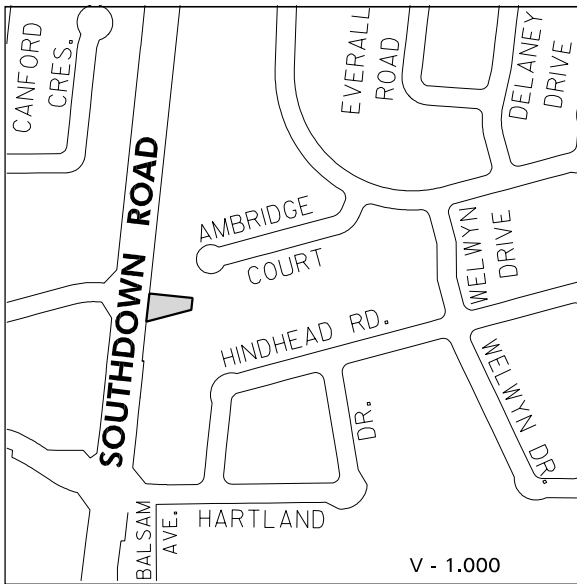 CANFORD
CRES.
EVERALL
ROAD
DELANEY
DRIVE
SOUTHDOWN ROAD
AMBRIDGE
COURT
WELWYN
DRIVE
HINDHEAD RD.
WELWYN DR.
DR.
HARTLAND
BALSAM
AVE.
V - 1.000